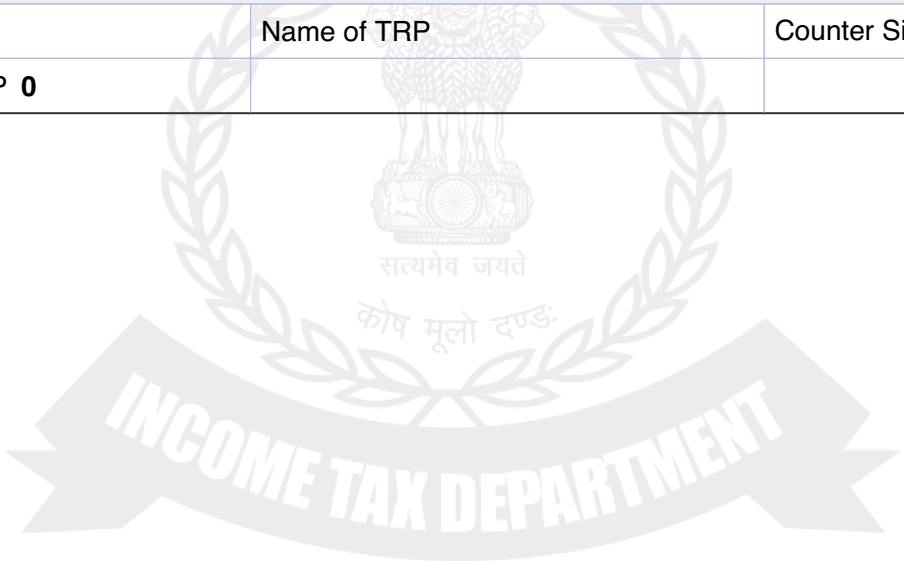 Name of TRP Counter Si
P 0
सत्यमेव जयते
कोष मूलो दण्डः
INCOME TAX DEPARTMENT